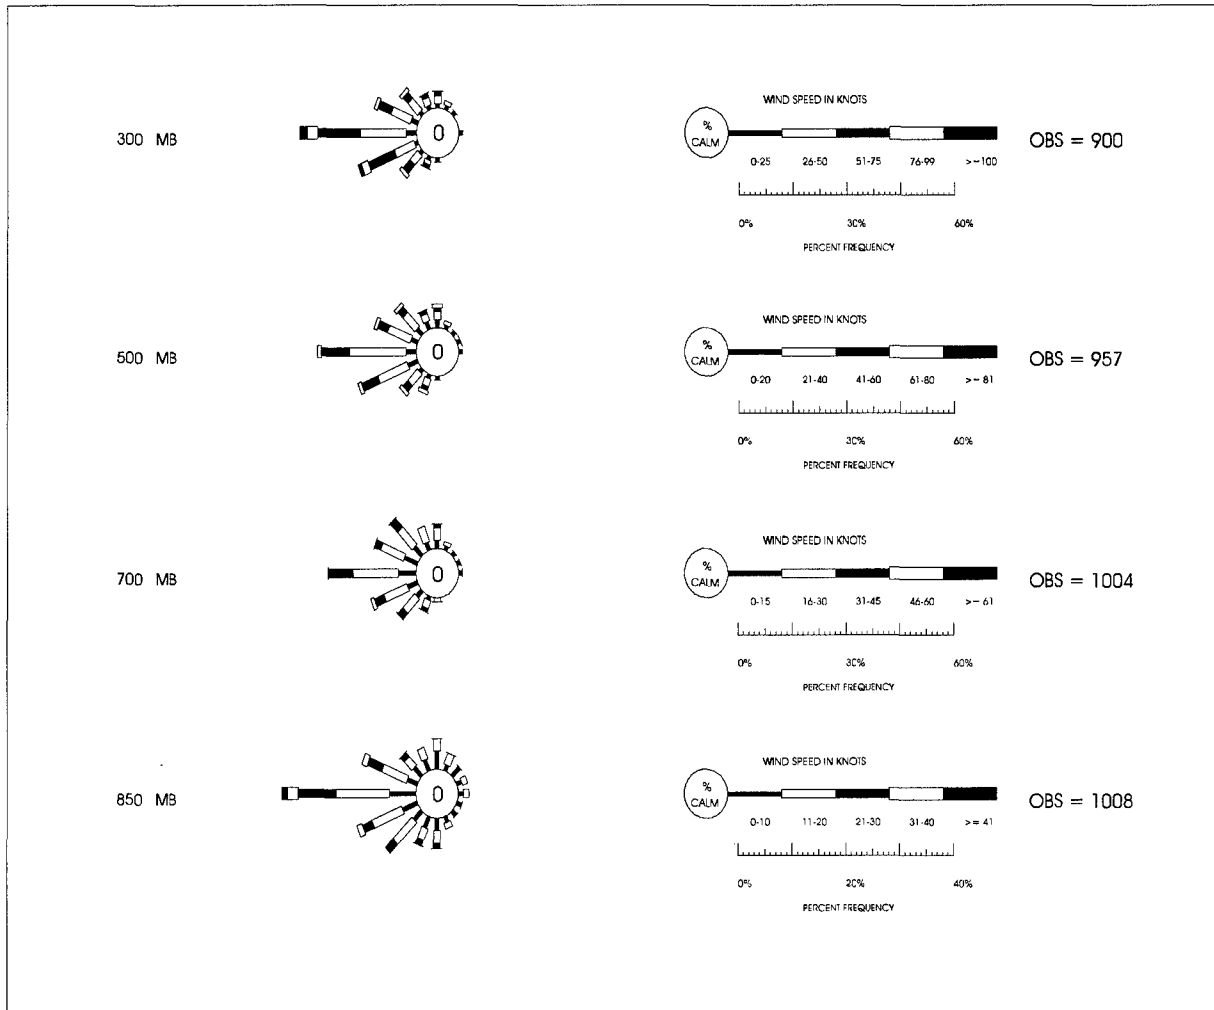 WIND SPEED IN KNOTS
300 MB
0
%
CALM
OBS = 900
0-25 26-50 51-75 76-99 >=100
0% 30% 60%
PERCENT FREQUENCY
WIND SPEED IN KNOTS
500 MB
0
%
CALM
OBS = 957
0-20 21-40 41-60 61-80 >= 81
0% 30% 60%
PERCENT FREQUENCY
WIND SPEED IN KNOTS
700 MB
0
%
CALM
OBS = 1004
0-15 16-30 31-45 46-60 >= 61
0% 30% 60%
PERCENT FREQUENCY
WIND SPEED IN KNOTS
850 MB
0
%
CALM
OBS = 1008
0-10 11-20 21-30 31-40 >= 41
0% 20% 40%
PERCENT FREQUENCY